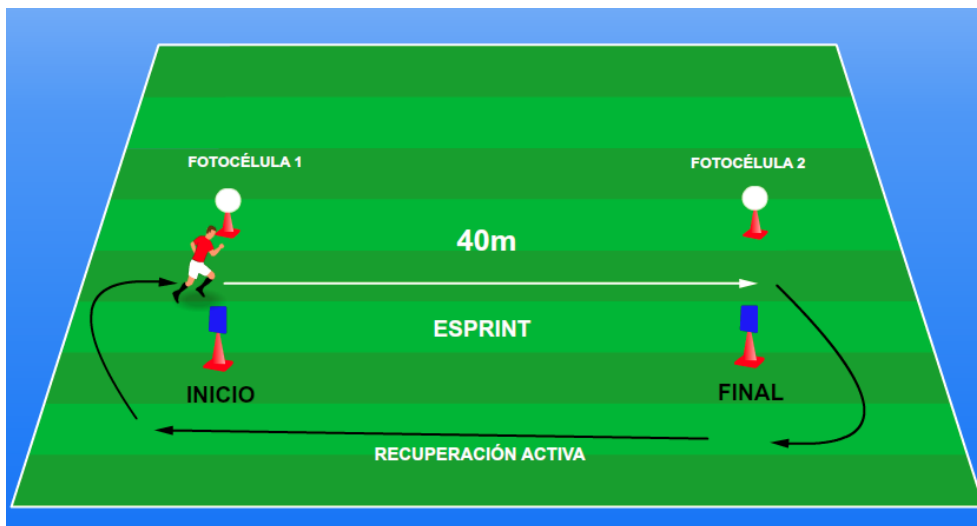 FOTOCÉLULA 1
FOTOCÉLULA 2
40m
ESPRINT
INICIO
FINAL
RECUPERACIÓN ACTIVA